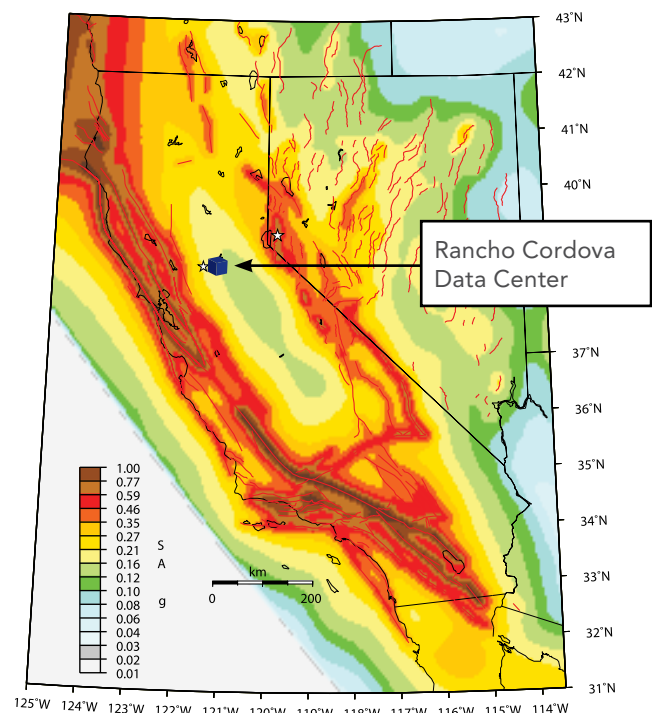 43°N
42°N
41°N
40°N
Rancho Cordova
Data Center
37°N
36°N
35°N
34°N
33°N
32°N
31°N
1.00
0.77
0.59
0.46
0.35
0.27
0.21
0.16
0.12
0.10
0.08
0.06
0.04
0.03
0.02
0.01
S
A
g
km
0 200
125°W 124°W 123°W 122°W 121°W 120°W 119°W 118°W 117°W 116°W 115°W 114°W